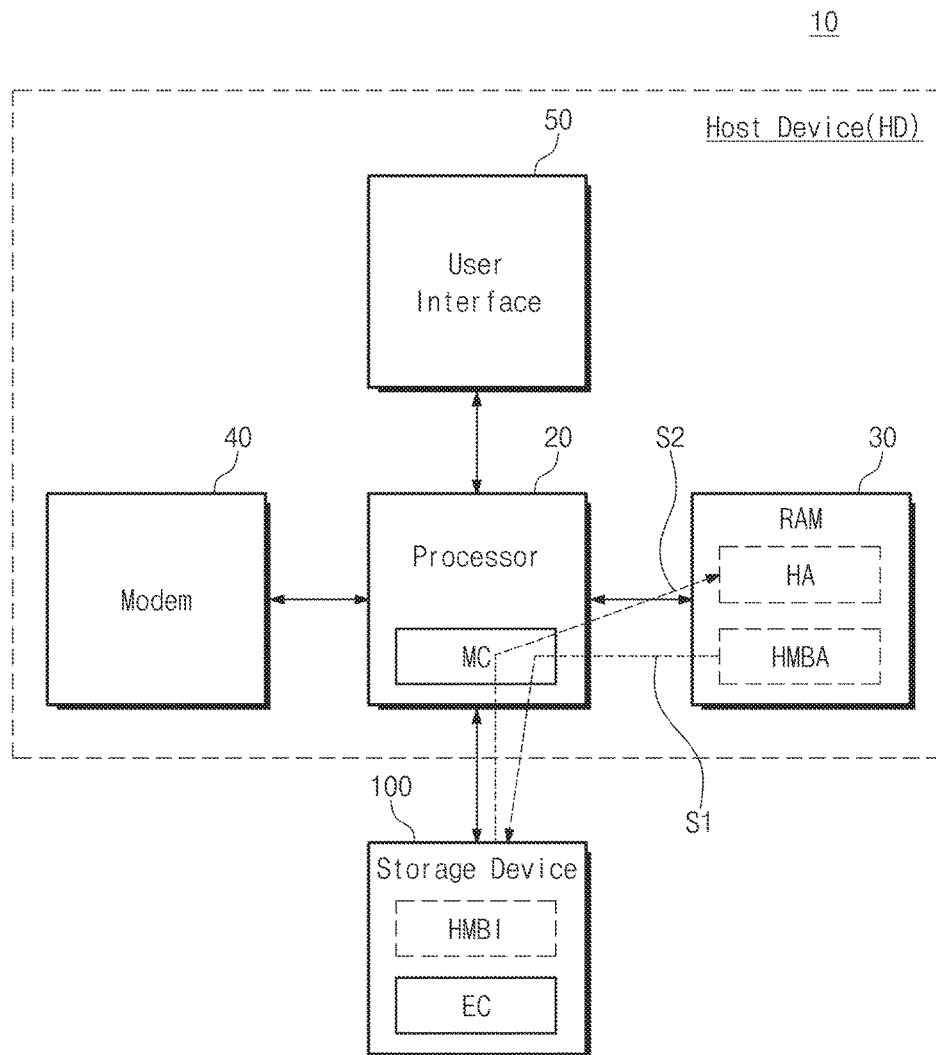 10
Host Device(HD)
50
User
Interface
40
20
S2
30
Modem
Processor
MC
RAM
HA
HMBA
100
S1
Storage Device
HMBI
EC